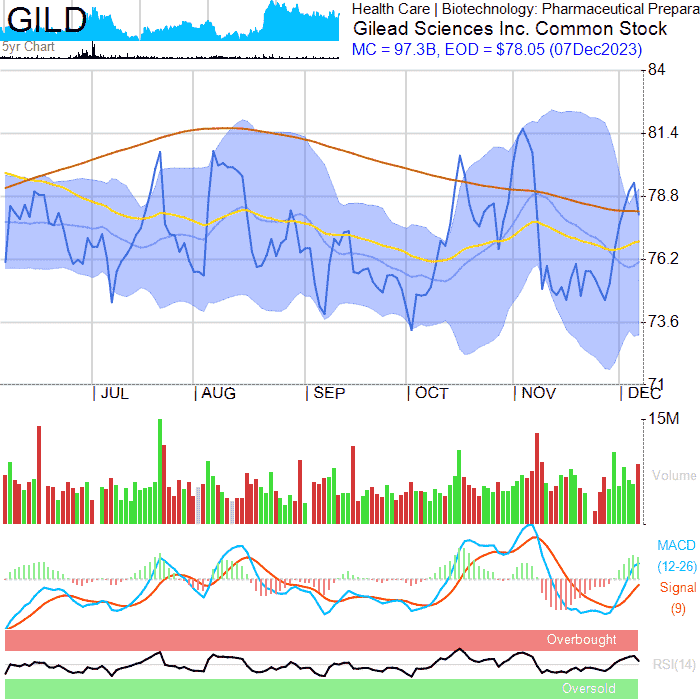 GILD
5yr Chart
Health Care | Biotechnology: Pharmaceutical Prepara
Gilead Sciences Inc. Common Stock
MC = 97.3B, EOD = $78.05 (07Dec2023)
84
81.4
78.8
76.2
73.6
71
JUL AUG SEP OCT NOV DEC
15M
Volume
MACD
(12-26)
Signal
(9)
Overbought
RSI(14)
Oversold